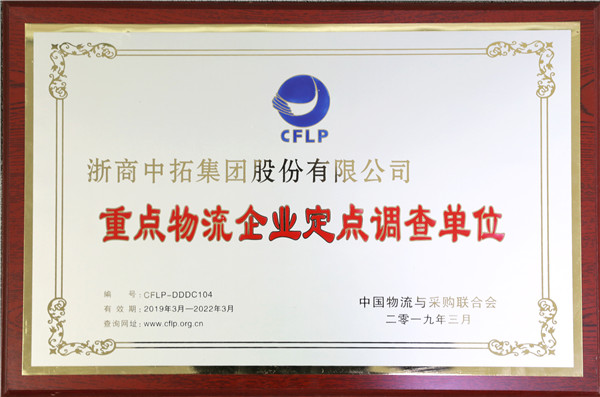 CFLP
浙商中拓集团股份有限公司
重点物流企业定点调查单位
编 号:CFLP-DDDC104
有 效 期:2019年3月—2022年3月
查询网址:www.cflp.org.cn
中国物流与采购联合会
二零一九年三月